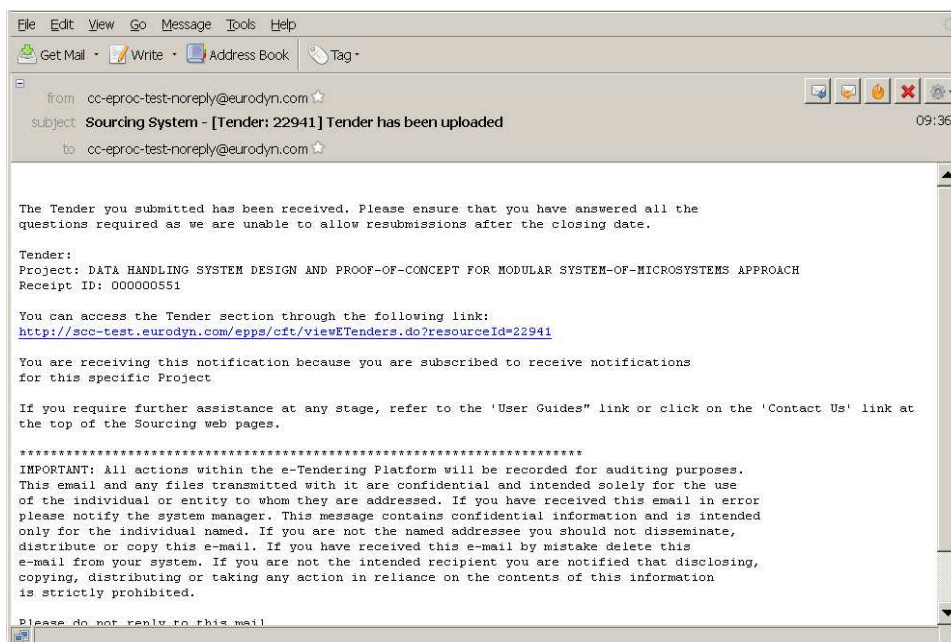 File Edit View Go Message Tools Help
Get Mail Write Address Book Tag
from cc-eproc-test-noreply@eurodyn.com
subject Sourcing System - [Tender: 22941] Tender has been uploaded 09:36
to cc-eproc-test-noreply@eurodyn.com
The Tender you submitted has been received. Please ensure that you have answered all the
questions required as we are unable to allow resubmissions after the closing date.
Tender:
Project: DATA HANDLING SYSTEM DESIGN AND PROOF-OF-CONCEPT FOR MODULAR SYSTEM-OF-MICROSYSTEMS APPROACH
Receipt ID: 000000551
You can access the Tender section through the following link:
http://scc-test.eurodyn.com/epps/cft/viewETenders.do?resourceId=22941
You are receiving this notification because you are subscribed to receive notifications
for this specific Project
If you require further assistance at any stage, refer to the 'User Guides" link or click on the 'Contact Us' link at
the top of the Sourcing web pages.
*************************************************************************
IMPORTANT: All actions within the e-Tendering Platform will be recorded for auditing purposes.
This email and any files transmitted with it are confidential and intended solely for the use
of the individual or entity to whom they are addressed. If you have received this email in error
please notify the system manager. This message contains confidential information and is intended
only for the individual named. If you are not the named addressee you should not disseminate,
distribute or copy this e-mail. If you have received this e-mail by mistake delete this
e-mail from your system. If you are not the intended recipient you are notified that disclosing,
copying, distributing or taking any action in reliance on the contents of this information
is strictly prohibited.
Please do not reply to this mail